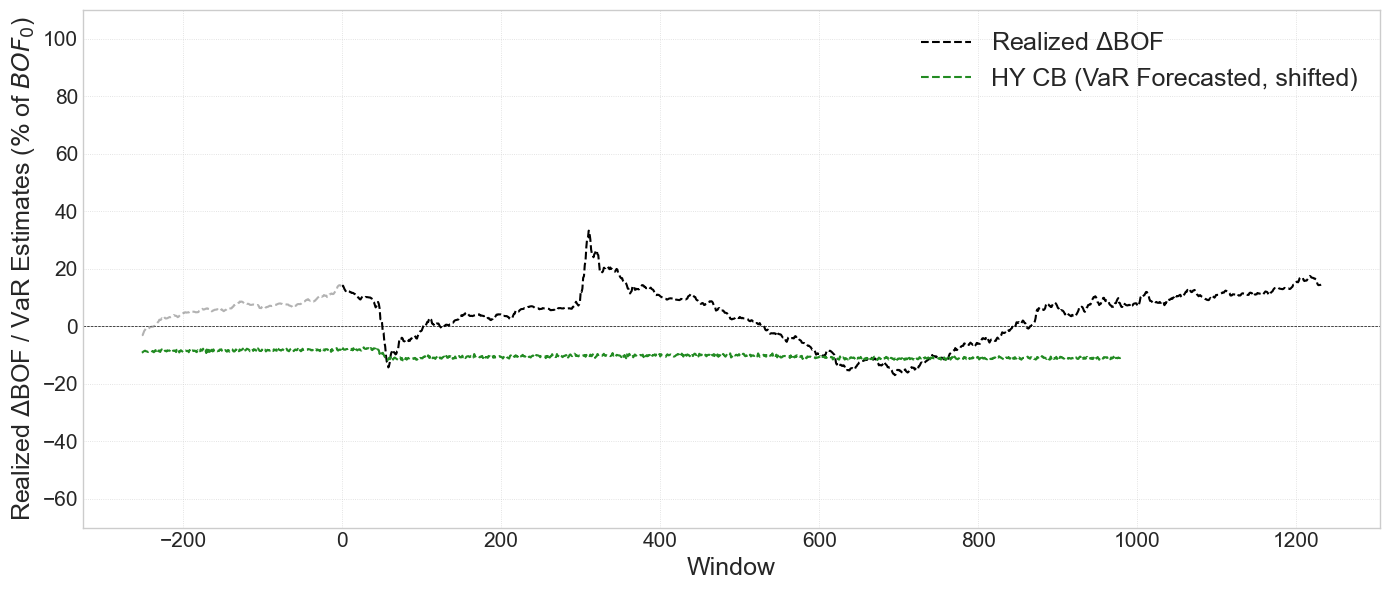 Realized ΔBOF / VaR Estimates (% of BOF₀)
100
80
60
40
20
0
−20
−40
−60
Realized ΔBOF
HY CB (VaR Forecasted, shifted)
−200 0 200 400 600 800 1000 1200
Window